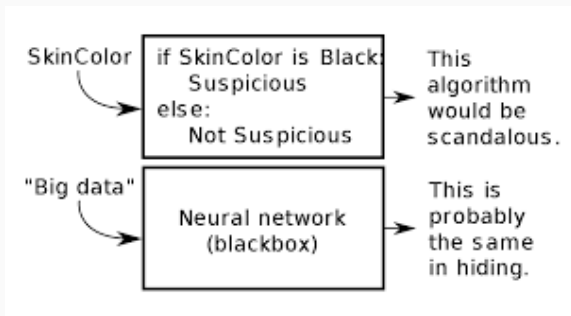 SkinColor
if SkinColor is Black:
Suspicious
else:
Not Suspicious
This
algorithm
would be
scandalous.
"Big data"
Neural network
(blackbox)
This is
probably
the same
in hiding.